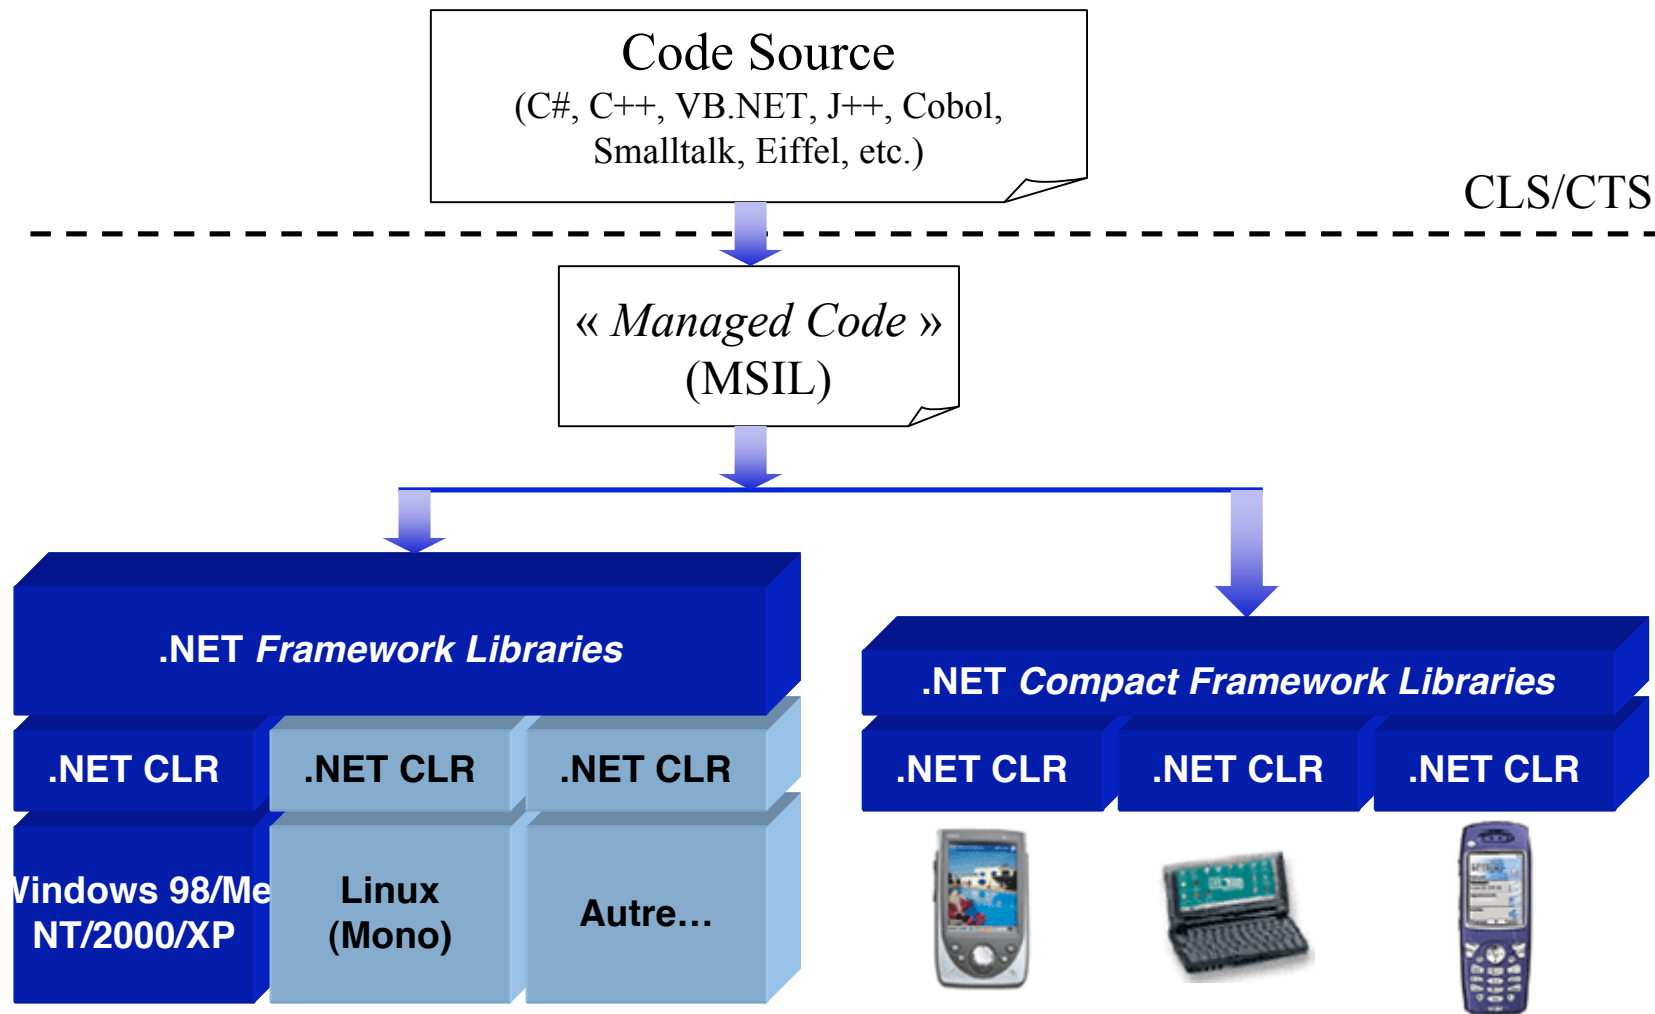 Code Source
(C#, C++, VB.NET, J++, Cobol,
Smalltalk, Eiffel, etc.)
CLS/CTS
« Managed Code »
(MSIL)
.NET Framework Libraries
.NET Compact Framework Libraries
.NET CLR
.NET CLR
.NET CLR
.NET CLR
.NET CLR
.NET CLR
Windows 98/Me
NT/2000/XP
Linux
(Mono)
Autre…